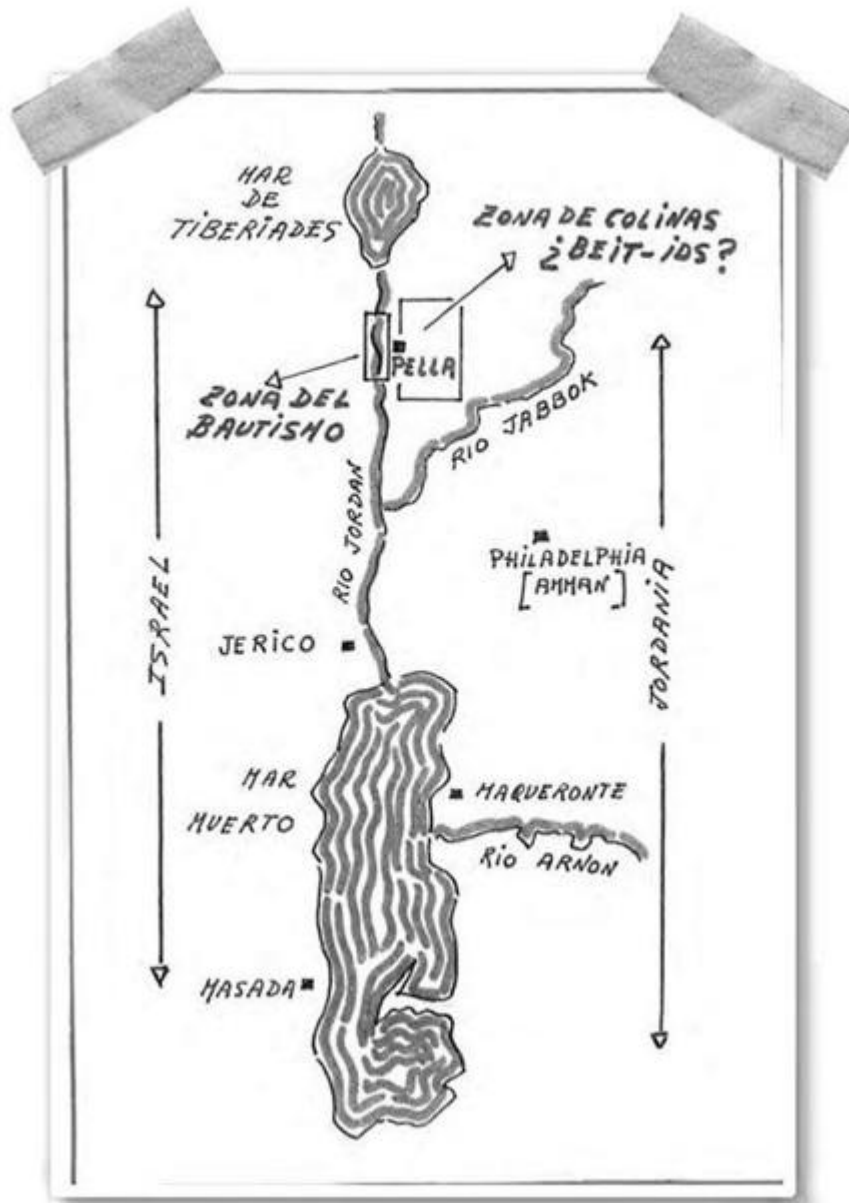 MAR
DE
TIBERIADES
ZONA DE COLINAS
¿BEIT-IDS?
PELLA
ZONA DEL
BAUTISMO
RIO JABBOK
RIO JORDAN
PHILADELPHIA
[AMMAN]
ISRAEL
JORDANIA
JERICO
MAR
MUERTO
MAQUERONTE
RIO ARNON
MASADA